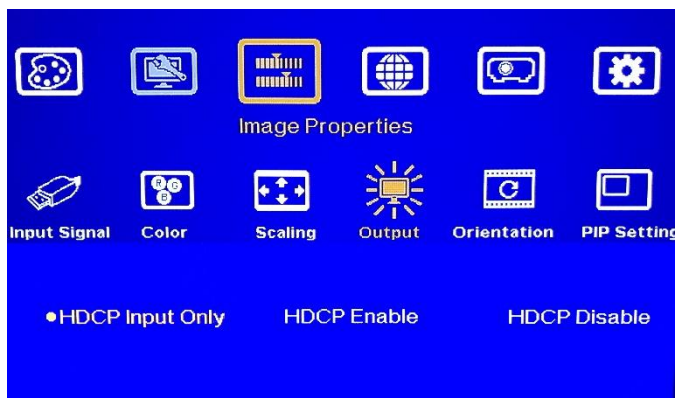 Image Properties
R G
B
Input Signal Color Scaling Output Orientation PIP Setting
●HDCP Input Only HDCP Enable HDCP Disable